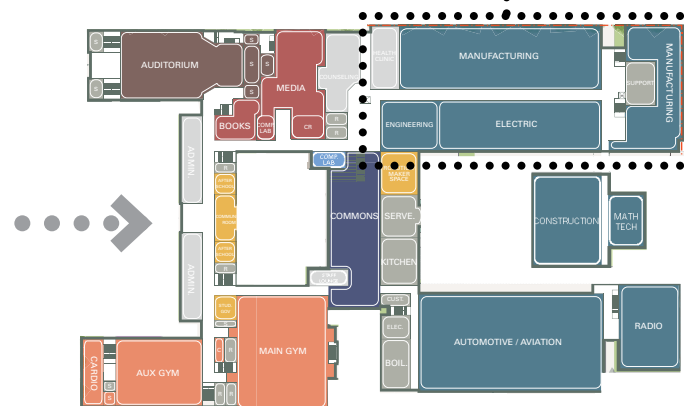 S
AUDITORIUM
S
S
S
S
S
MEDIA
COUNSELING
HEALTH
CLINIC
MANUFACTURING
MANUFACTURING
SUPPORT
BOOKS
COMP
LAB
CR
R
R
ENGINEERING
ELECTRIC
ADMIN
COMP.
LAB
MAKER
SPACE
R
COMMONS
SERVE.
CONSTRUCTION
MATH
TECH
KITCHEN
ADMIN
R
CUST.
ELEC.
BOIL.
AUTOMOTIVE / AVIATION
RADIO
CARDIO
AUX GYM
S
S
C
R
MAIN GYM
R
R